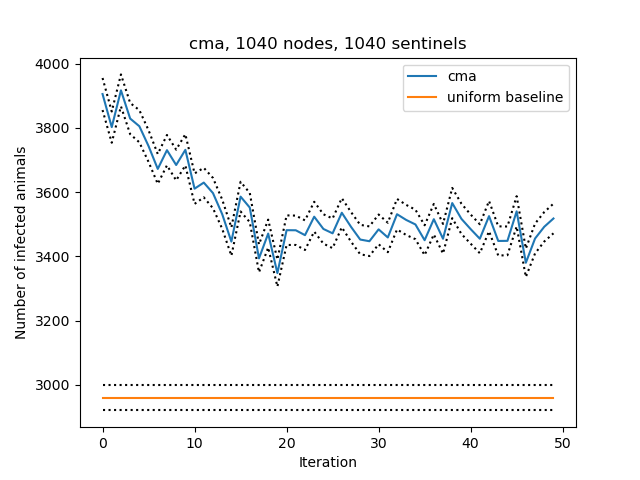 cma, 1040 nodes, 1040 sentinels
cma
uniform baseline
Number of infected animals
4000
3800
3600
3400
3200
3000
0 10 20 30 40 50
Iteration